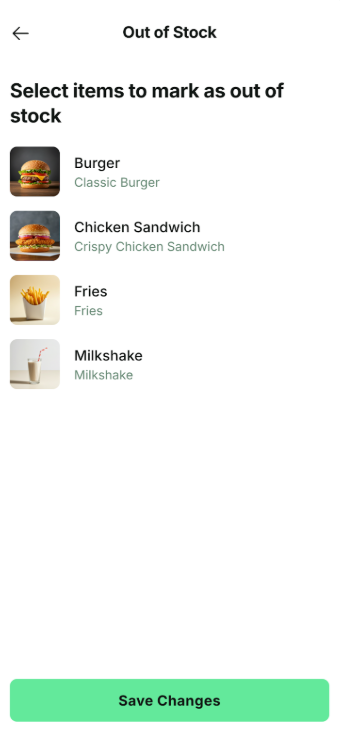 Out of Stock
Select items to mark as out of
stock
Burger
Classic Burger
Chicken Sandwich
Crispy Chicken Sandwich
Fries
Fries
Milkshake
Milkshake
Save Changes